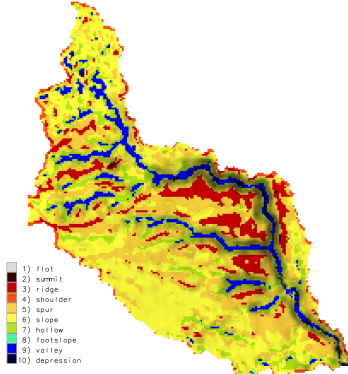 1) flat
2) summit
3) ridge
4) shoulder
5) spur
6) slope
7) hollow
8) footslope
9) valley
10) depression